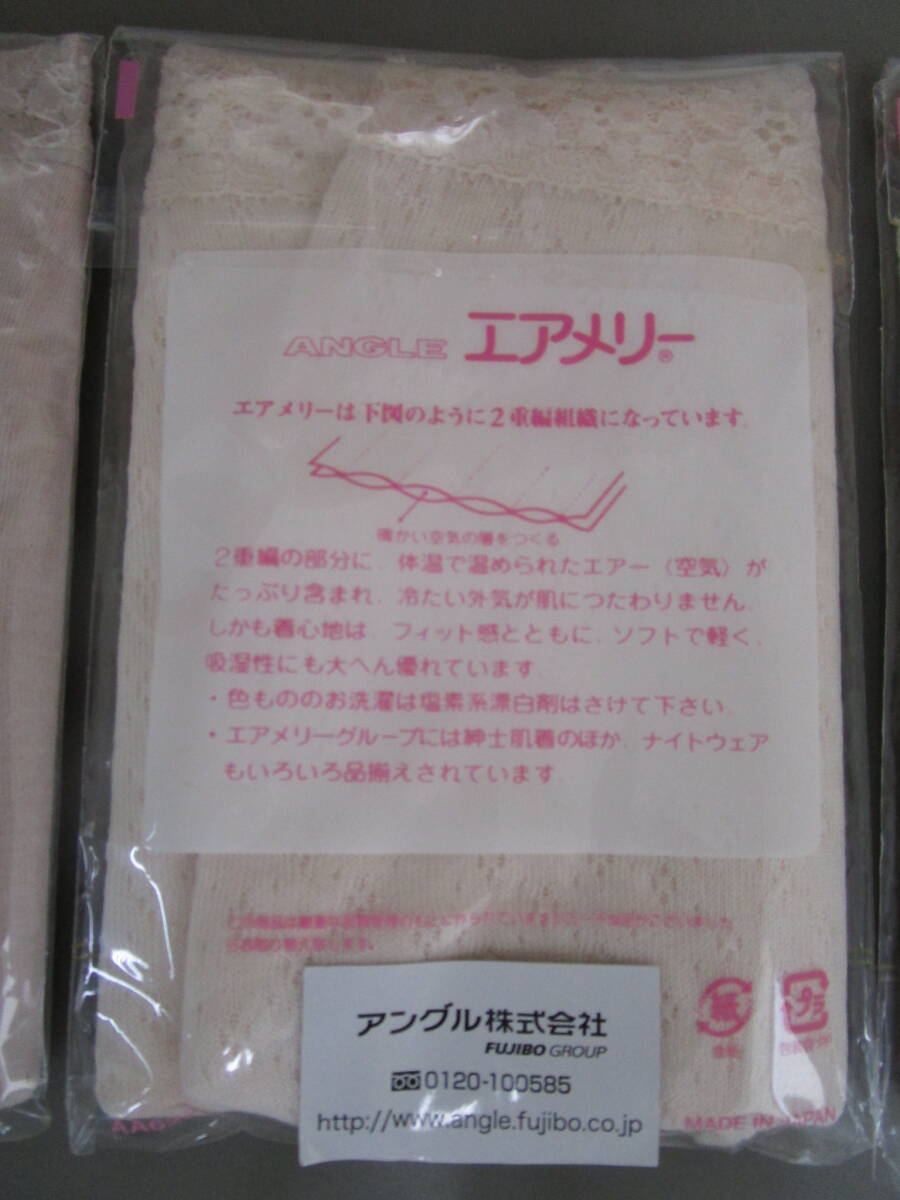 ANGLE エアメリー®
エアメリーは下図のように2重編組織になっています.
暖かい空気の層をつくる
2重編の部分に、体温で温められたエアー(空気)が
たっぷり含まれ、冷たい外気が肌につたわりません.
しかも着心地は、フィット感とともに、ソフトで軽く、
吸湿性にも大へん優れています.
・色もののお洗濯は塩素系漂白剤はさけて下さい.
・エアメリーグループには紳士肌着のほか、ナイトウェア
もいろいろ品揃えされています.
紙
プラ
アングル株式会社
FUJIBO GROUP
0120-100585
http://www.angle.fujibo.co.jp
MADE IN JAPAN